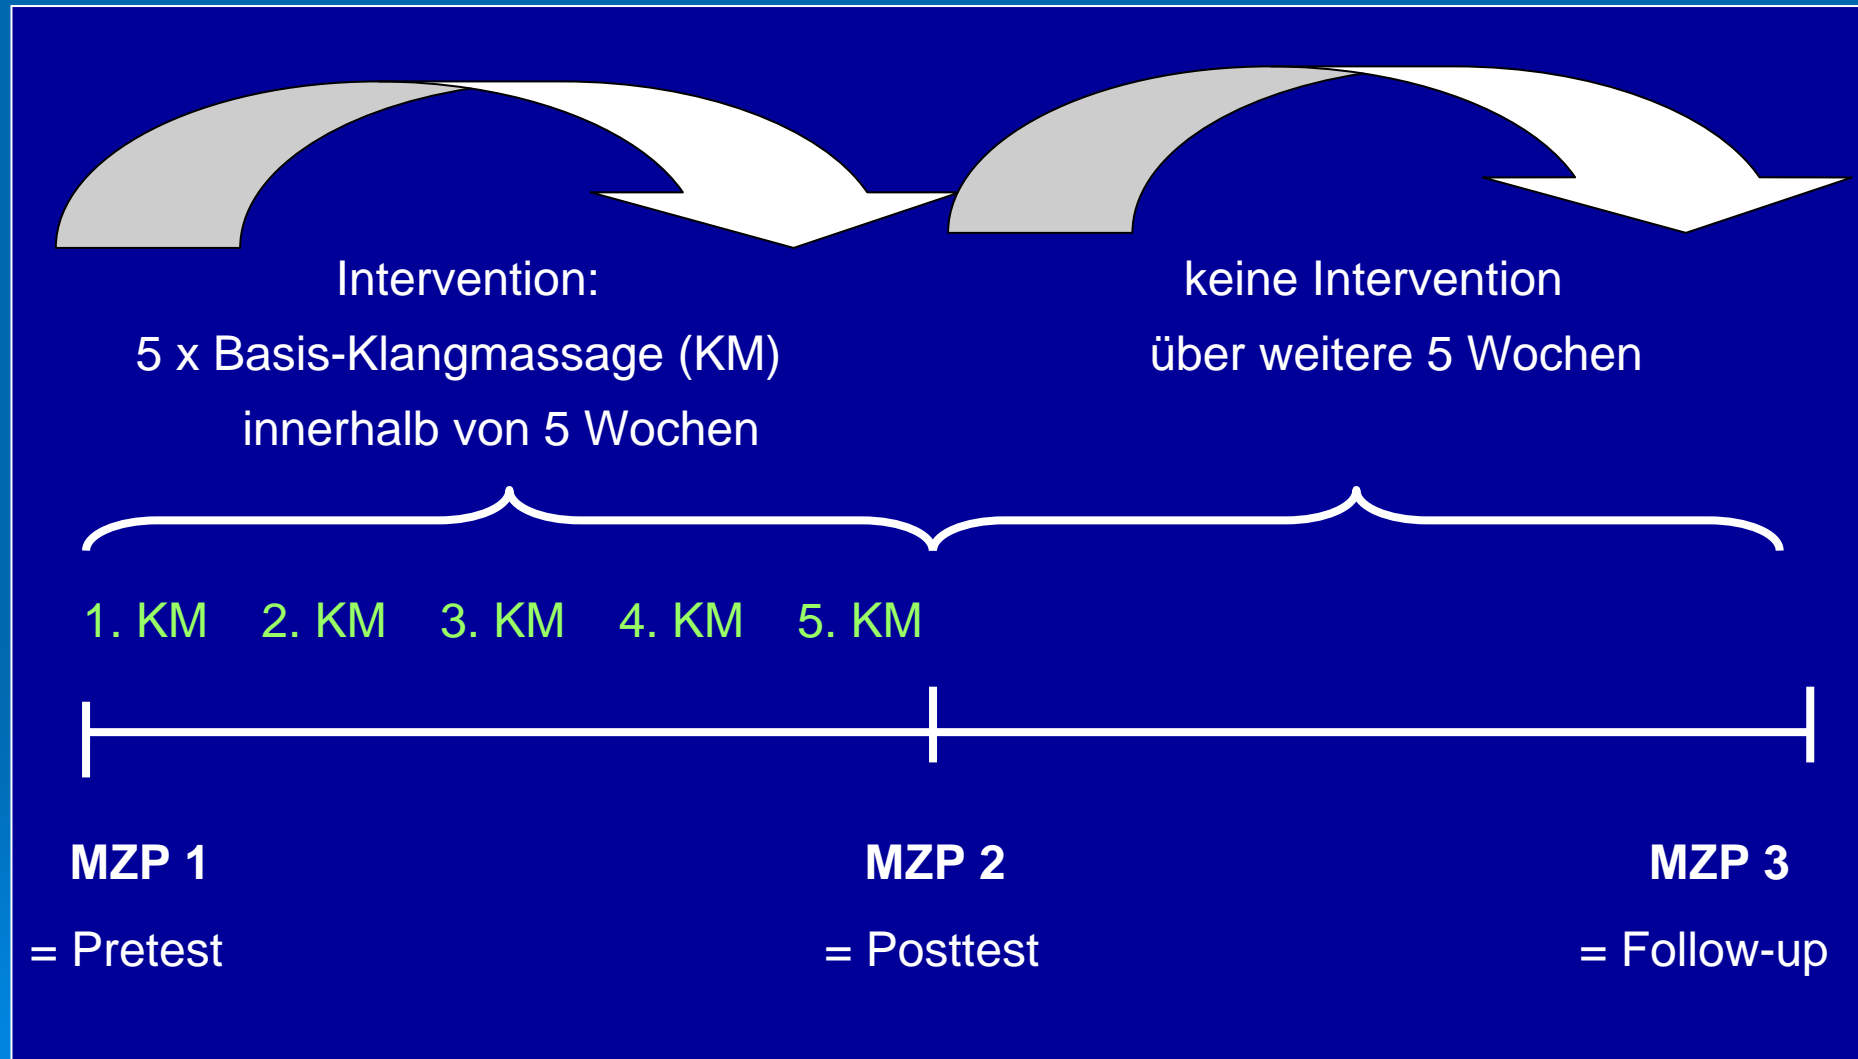 Intervention:
5 x Basis-Klangmassage (KM)
innerhalb von 5 Wochen
keine Intervention
über weitere 5 Wochen
1. KM 2. KM 3. KM 4. KM 5. KM
MZP 1
= Pretest
MZP 2
= Posttest
MZP 3
= Follow-up